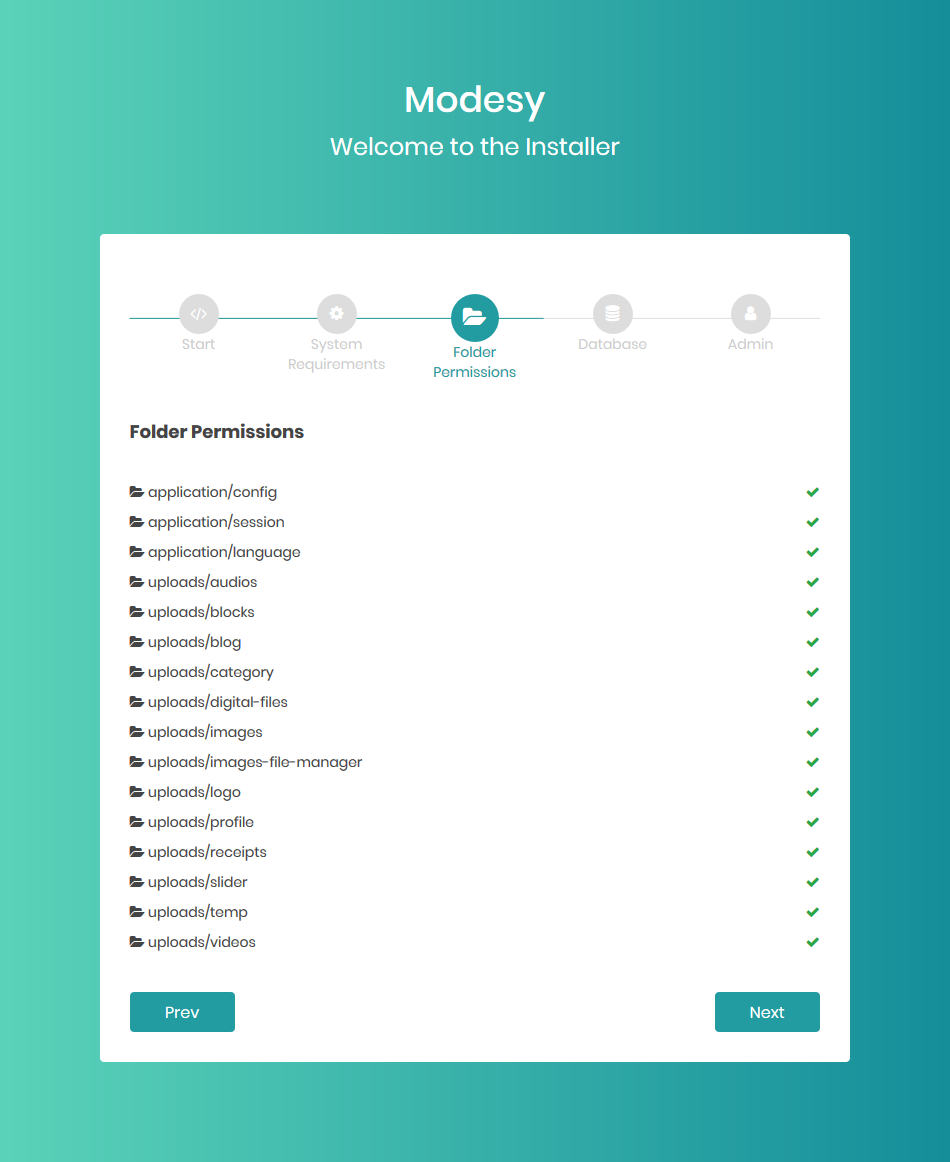 Modesy
Welcome to the Installer
Start
System
Requirements
Folder
Permissions
Database
Admin
Folder Permissions
application/config
application/session
application/language
uploads/audios
uploads/blocks
uploads/blog
uploads/category
uploads/digital-files
uploads/images
uploads/images-file-manager
uploads/logo
uploads/profile
uploads/receipts
uploads/slider
uploads/temp
uploads/videos
Prev
Next